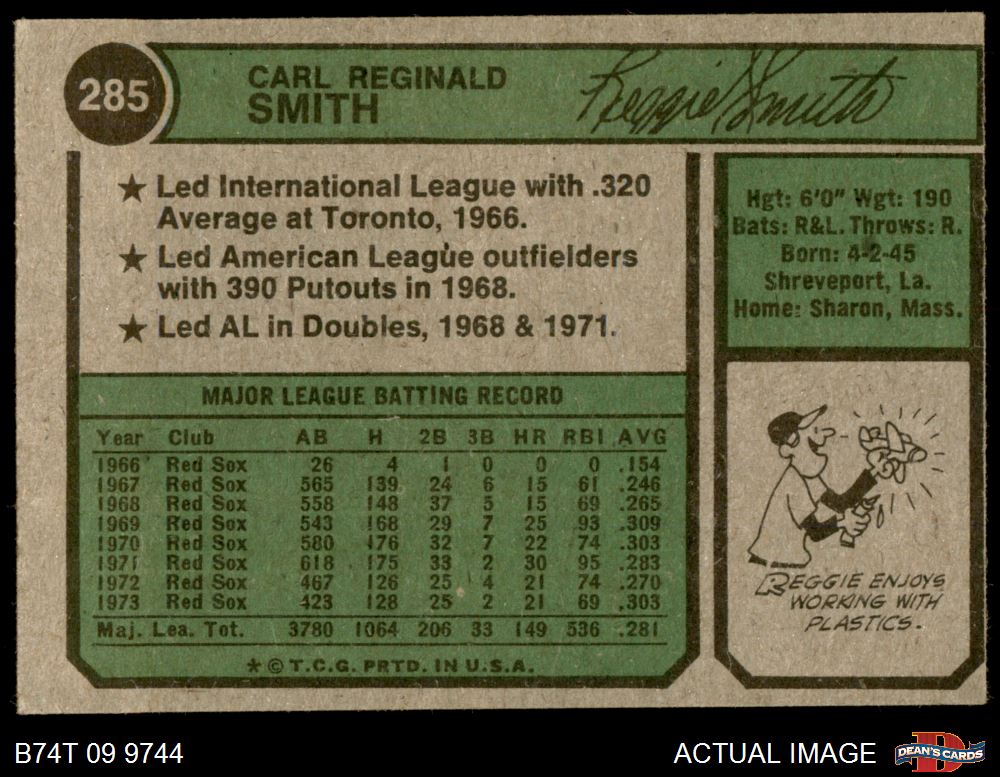 285
CARL REGINALD
SMITH
Reggie Smith
★ Led International League with .320
Average at Toronto, 1966.
★ Led American League outfielders
with 390 Putouts in 1968.
★ Led AL in Doubles, 1968 & 1971.
Hgt: 6'0" Wgt: 190
Bats: R&L. Throws: R.
Born: 4-2-45
Shreveport, La.
Home: Sharon, Mass.
MAJOR LEAGUE BATTING RECORD
Year Club AB H 2B 3B HR RBI AVG
1966 Red Sox 26 4 1 0 0 0 .154
1967 Red Sox 565 139 24 6 15 61 .246
1968 Red Sox 558 148 37 5 15 69 .265
1969 Red Sox 543 168 29 7 25 93 .309
1970 Red Sox 580 176 32 7 22 74 .303
1971 Red Sox 618 175 33 2 30 95 .283
1972 Red Sox 467 126 25 4 21 74 .270
1973 Red Sox 423 128 25 2 21 69 .303
Maj. Lea. Tot. 3780 1064 206 33 149 536 .281
* © T.C.G. PRTD. IN U.S.A.
REGGIE ENJOYS
WORKING WITH
PLASTICS.
B74T 09 9744
ACTUAL IMAGE
DEAN'S CARDS